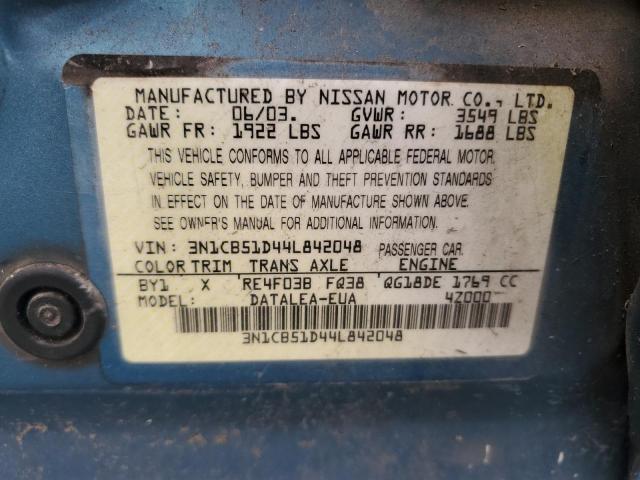 MANUFACTURED BY NISSAN MOTOR CO., LTD.
DATE: 06/03. GVWR: 3549 LBS
GAWR FR: 1922 LBS GAWR RR: 1688 LBS
THIS VEHICLE CONFORMS TO ALL APPLICABLE FEDERAL MOTOR
VEHICLE SAFETY, BUMPER AND THEFT PREVENTION STANDARDS
IN EFFECT ON THE DATE OF MANUFACTURE SHOWN ABOVE.
SEE OWNER'S MANUAL FOR ADDITIONAL INFORMATION.
VIN: 3N1CB51D44L842048 PASSENGER CAR.
COLOR TRIM TRANS AXLE ENGINE
BY1 X RE4F03B FQ38 QG18DE 1769 CC
MODEL: DATALEA-EUA 4Z000
3N1CB51D44L842048